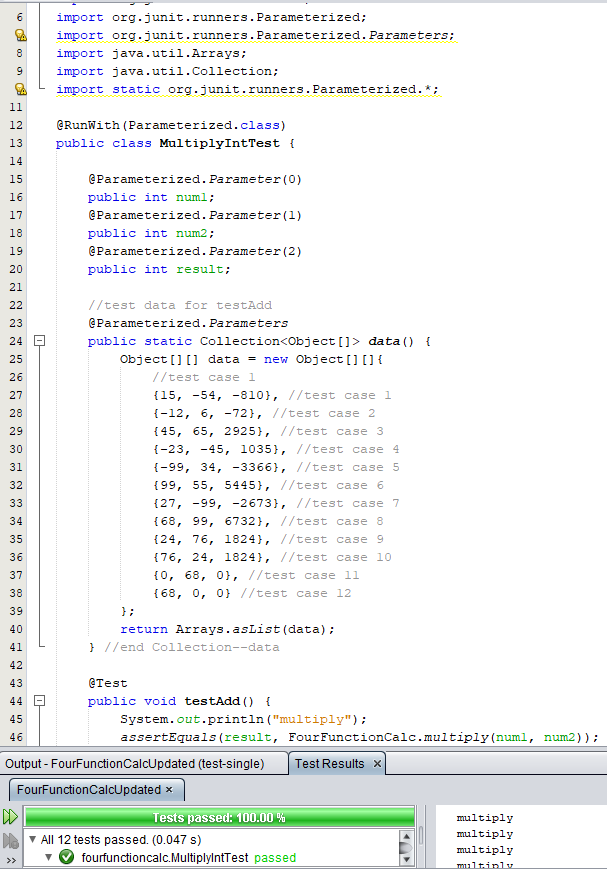 6 import org.junit.runners.Parameterized;
import org.junit.runners.Parameterized.Parameters;
8 import java.util.Arrays;
9 import java.util.Collection;
import static org.junit.runners.Parameterized.*;
11
12 @RunWith(Parameterized.class)
13 public class MultiplyIntTest {
14
15 @Parameterized.Parameter(0)
16 public int num1;
17 @Parameterized.Parameter(1)
18 public int num2;
19 @Parameterized.Parameter(2)
20 public int result;
21
22 //test data for testAdd
23 @Parameterized.Parameters
24 public static Collection<Object[]> data() {
25 Object[][] data = new Object[][]{
26 //test case 1
27 {15, -54, -810}, //test case 1
28 {-12, 6, -72}, //test case 2
29 {45, 65, 2925}, //test case 3
30 {-23, -45, 1035}, //test case 4
31 {-99, 34, -3366}, //test case 5
32 {99, 55, 5445}, //test case 6
33 {27, -99, -2673}, //test case 7
34 {68, 99, 6732}, //test case 8
35 {24, 76, 1824}, //test case 9
36 {76, 24, 1824}, //test case 10
37 {0, 68, 0}, //test case 11
38 {68, 0, 0} //test case 12
39 };
40 return Arrays.asList(data);
41 } //end Collection--data
42
43 @Test
44 public void testAdd() {
45 System.out.println("multiply");
46 assertEquals(result, FourFunctionCalc.multiply(num1, num2));
Output - FourFunctionCalcUpdated (test-single) Test Results ×
FourFunctionCalcUpdated ×
Tests passed: 100.00 %
All 12 tests passed. (0.047 s)
fourfunctioncalc.MultiplyIntTest passed
multiply
multiply
multiply
multiply